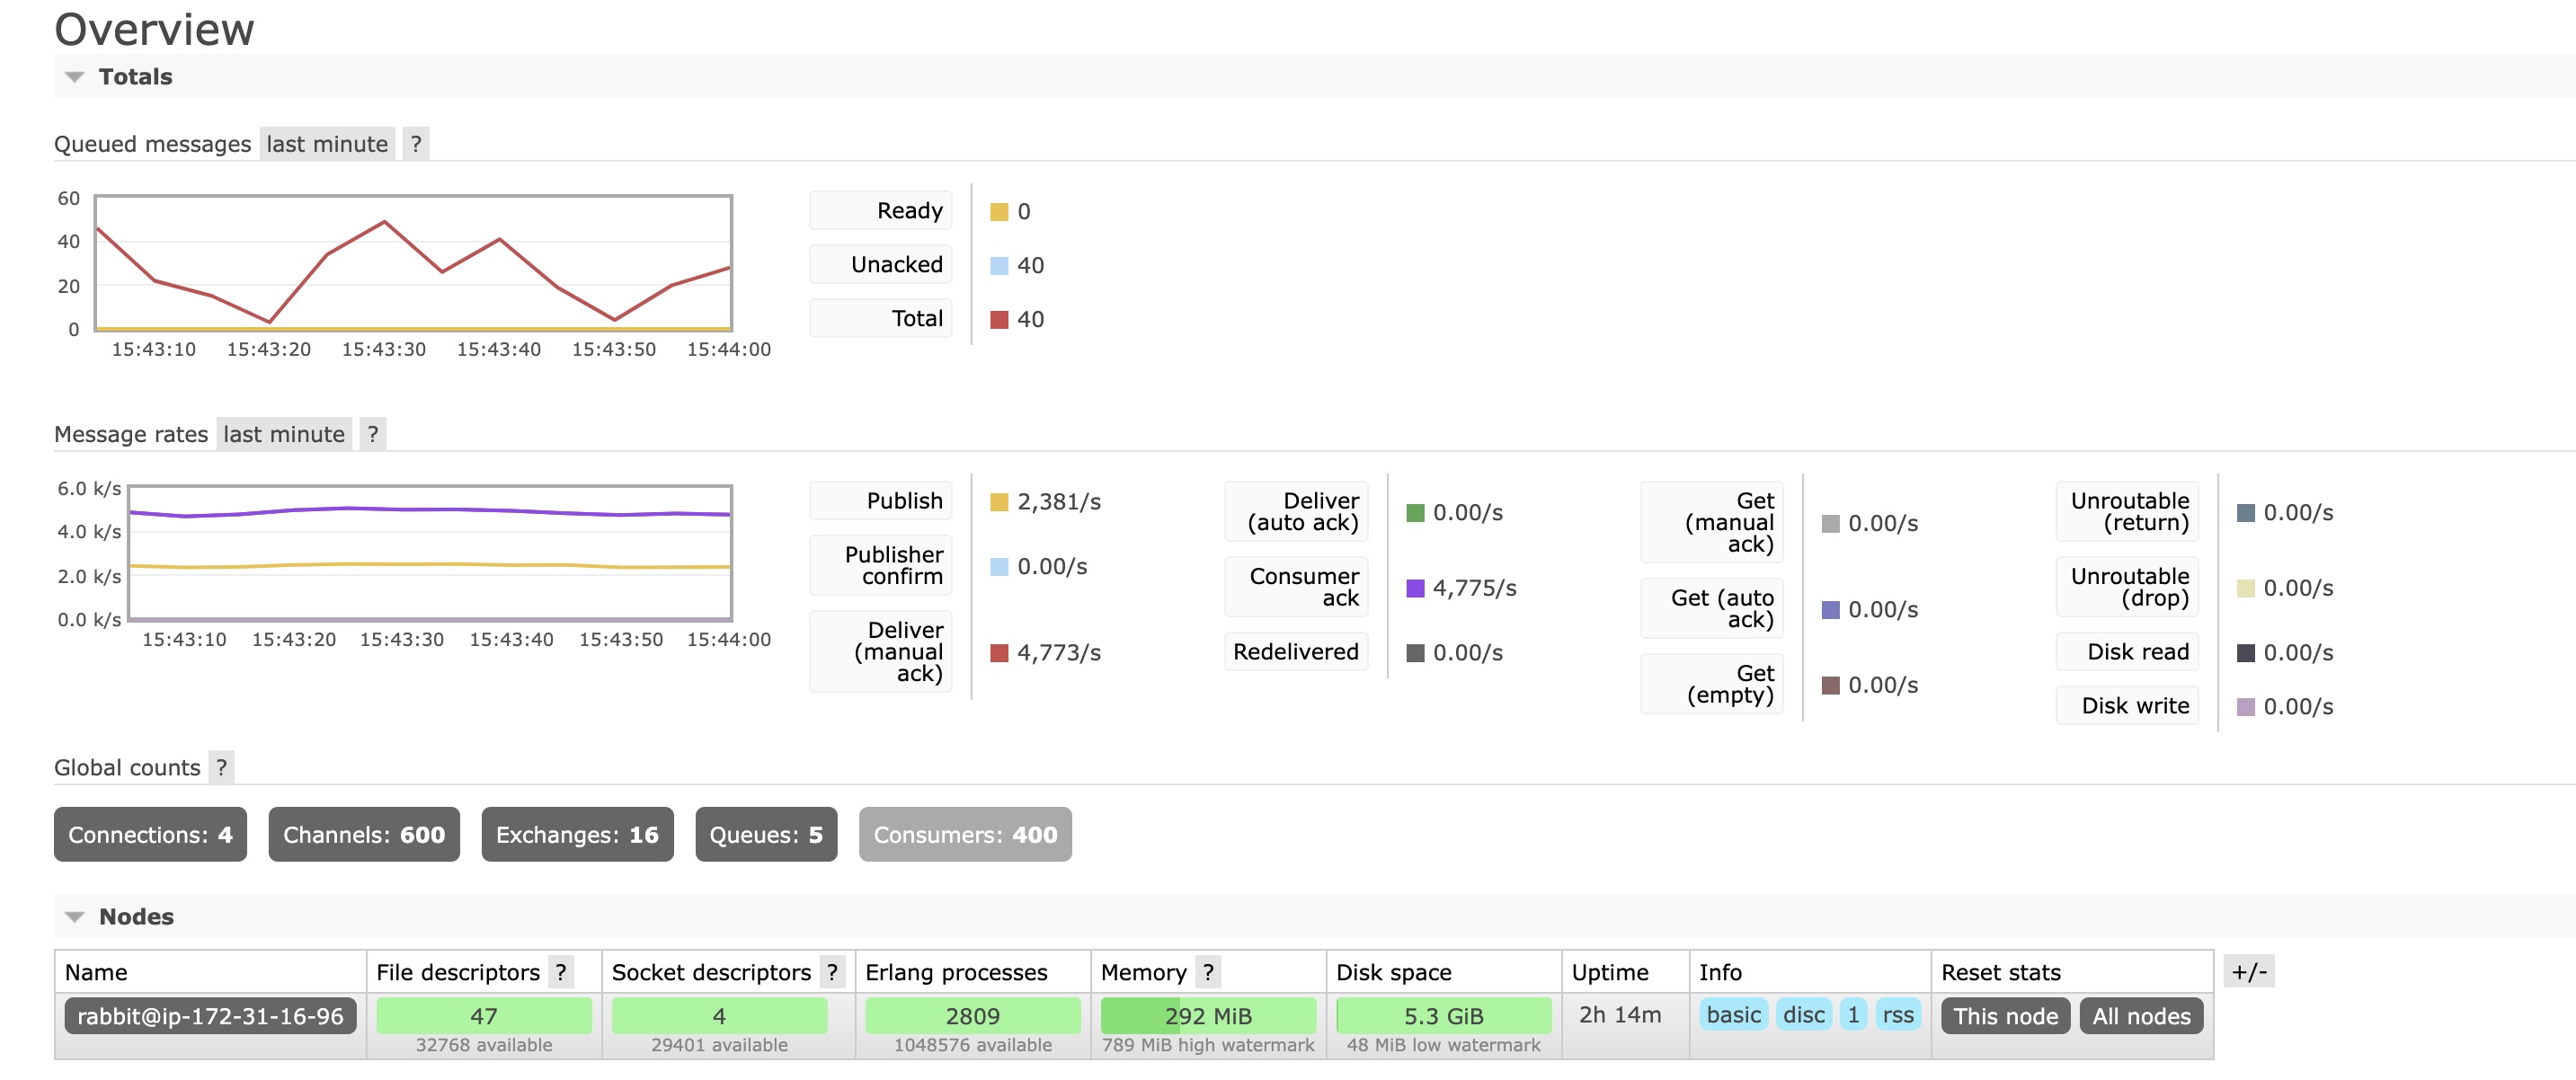 Overview
Totals
Queued messages last minute ?
60
40
20
0
15:43:10 15:43:20 15:43:30 15:43:40 15:43:50 15:44:00
Ready 0
Unacked 40
Total 40
Message rates last minute ?
6.0 k/s
4.0 k/s
2.0 k/s
0.0 k/s
15:43:10 15:43:20 15:43:30 15:43:40 15:43:50 15:44:00
Publish 2,381/s
Publisher
confirm 0.00/s
Deliver
(manual 4,773/s
ack)
Deliver
(auto ack) 0.00/s
Consumer
ack 4,775/s
Redelivered 0.00/s
Get
(manual 0.00/s
ack)
Get (auto
ack) 0.00/s
Get
(empty) 0.00/s
Unroutable
(return) 0.00/s
Unroutable
(drop) 0.00/s
Disk read 0.00/s
Disk write 0.00/s
Global counts ?
Connections: 4 Channels: 600 Exchanges: 16 Queues: 5 Consumers: 400
Nodes
Name File descriptors ? Socket descriptors ? Erlang processes Memory ? Disk space Uptime Info Reset stats +/-
rabbit@ip-172-31-16-96 47 4 2809 292 MiB 5.3 GiB 2h 14m basic disc 1 rss This node All nodes
32768 available 29401 available 1048576 available 789 MiB high watermark 48 MiB low watermark